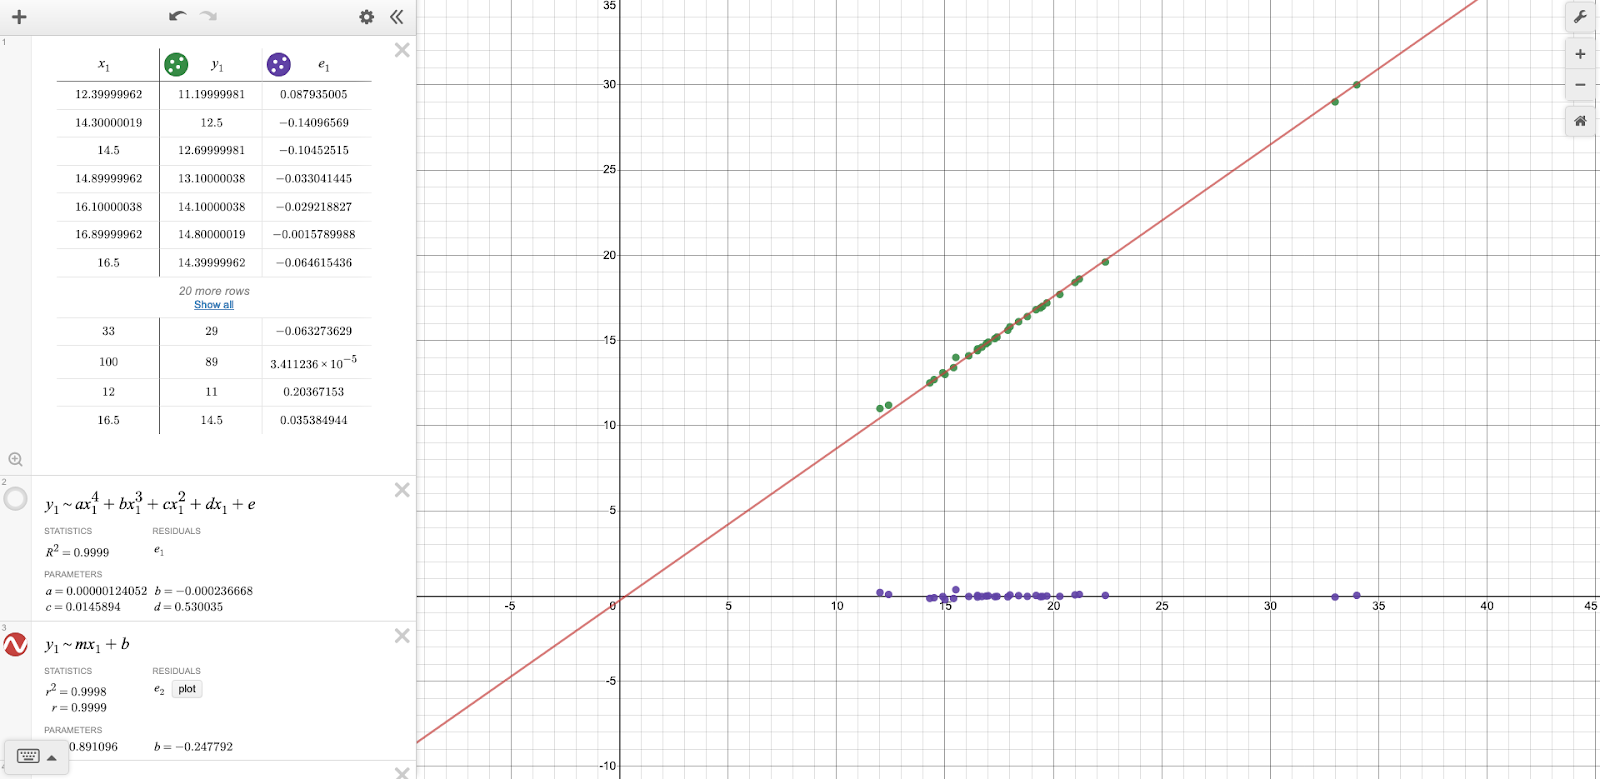 1
x₁ y₁ e₁
12.39999962 11.19999981 0.087935005
14.30000019 12.5 −0.14096569
14.5 12.69999981 −0.10452515
14.89999962 13.10000038 −0.033041445
16.10000038 14.10000038 −0.029218827
16.89999962 14.80000019 −0.0015789988
16.5 14.39999962 −0.064615436
20 more rows
Show all
33 29 −0.063273629
100 89 3.411236 × 10⁻⁵
12 11 0.20367153
16.5 14.5 0.035384944
2
y₁ ~ ax₁⁴ + bx₁³ + cx₁² + dx₁ + e
STATISTICS RESIDUALS
R² = 0.9999 e₁
PARAMETERS
a = 0.00000124052 b = −0.000236668
c = 0.0145894 d = 0.530035
3
y₁ ~ mx₁ + b
STATISTICS RESIDUALS
r² = 0.9998 e₂ plot
r = 0.9999
PARAMETERS
0.891096 b = −0.247792
35
30
25
20
15
10
5
-5 0 5 10 15 20 25 30 35 40 45
-5
-10